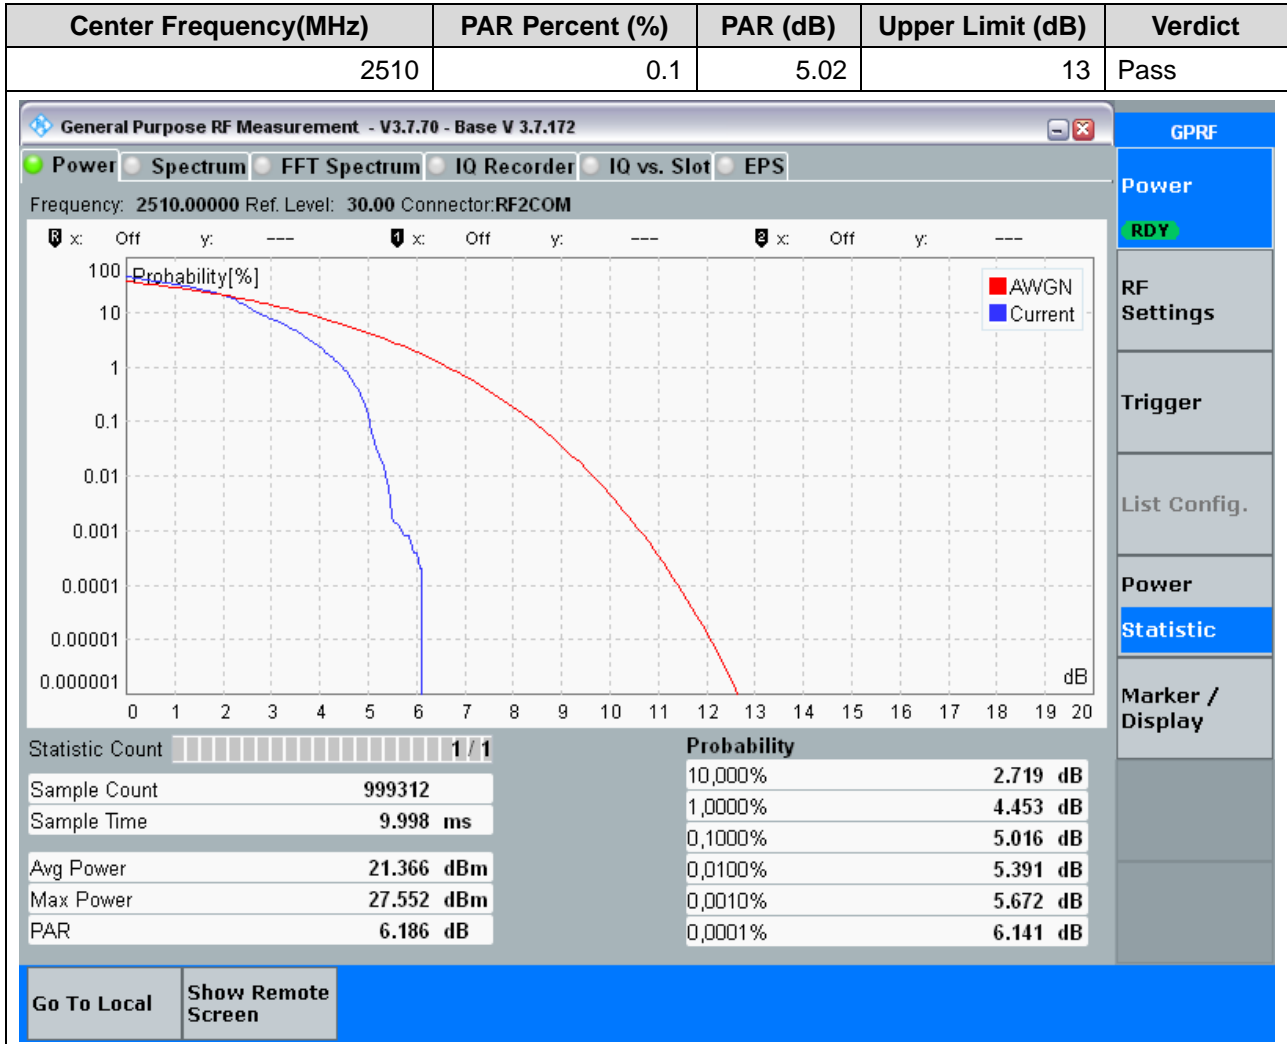 Center Frequency(MHz) PAR Percent (%) PAR (dB) Upper Limit (dB) Verdict
2510 0.1 5.02 13 Pass
General Purpose RF Measurement - V3.7.70 - Base V 3.7.172
GPRF
Power Spectrum FFT Spectrum IQ Recorder IQ vs. Slot EPS
Frequency: 2510.00000 Ref. Level: 30.00 Connector:RF2COM
R x: Off y: --- 1 x: Off y: --- 2 x: Off y: ---
Probability[%]
AWGN
Current
100
10
1
0.1
0.01
0.001
0.0001
0.00001
0.000001
dB
0 1 2 3 4 5 6 7 8 9 10 11 12 13 14 15 16 17 18 19 20
Statistic Count 1 / 1
Sample Count 999312
Sample Time 9.998 ms
Avg Power 21.366 dBm
Max Power 27.552 dBm
PAR 6.186 dB
Probability
10,000% 2.719 dB
1,0000% 4.453 dB
0,1000% 5.016 dB
0,0100% 5.391 dB
0,0010% 5.672 dB
0,0001% 6.141 dB
Power
RDY
RF
Settings
Trigger
List Config.
Power
Statistic
Marker /
Display
Go To Local
Show Remote
Screen